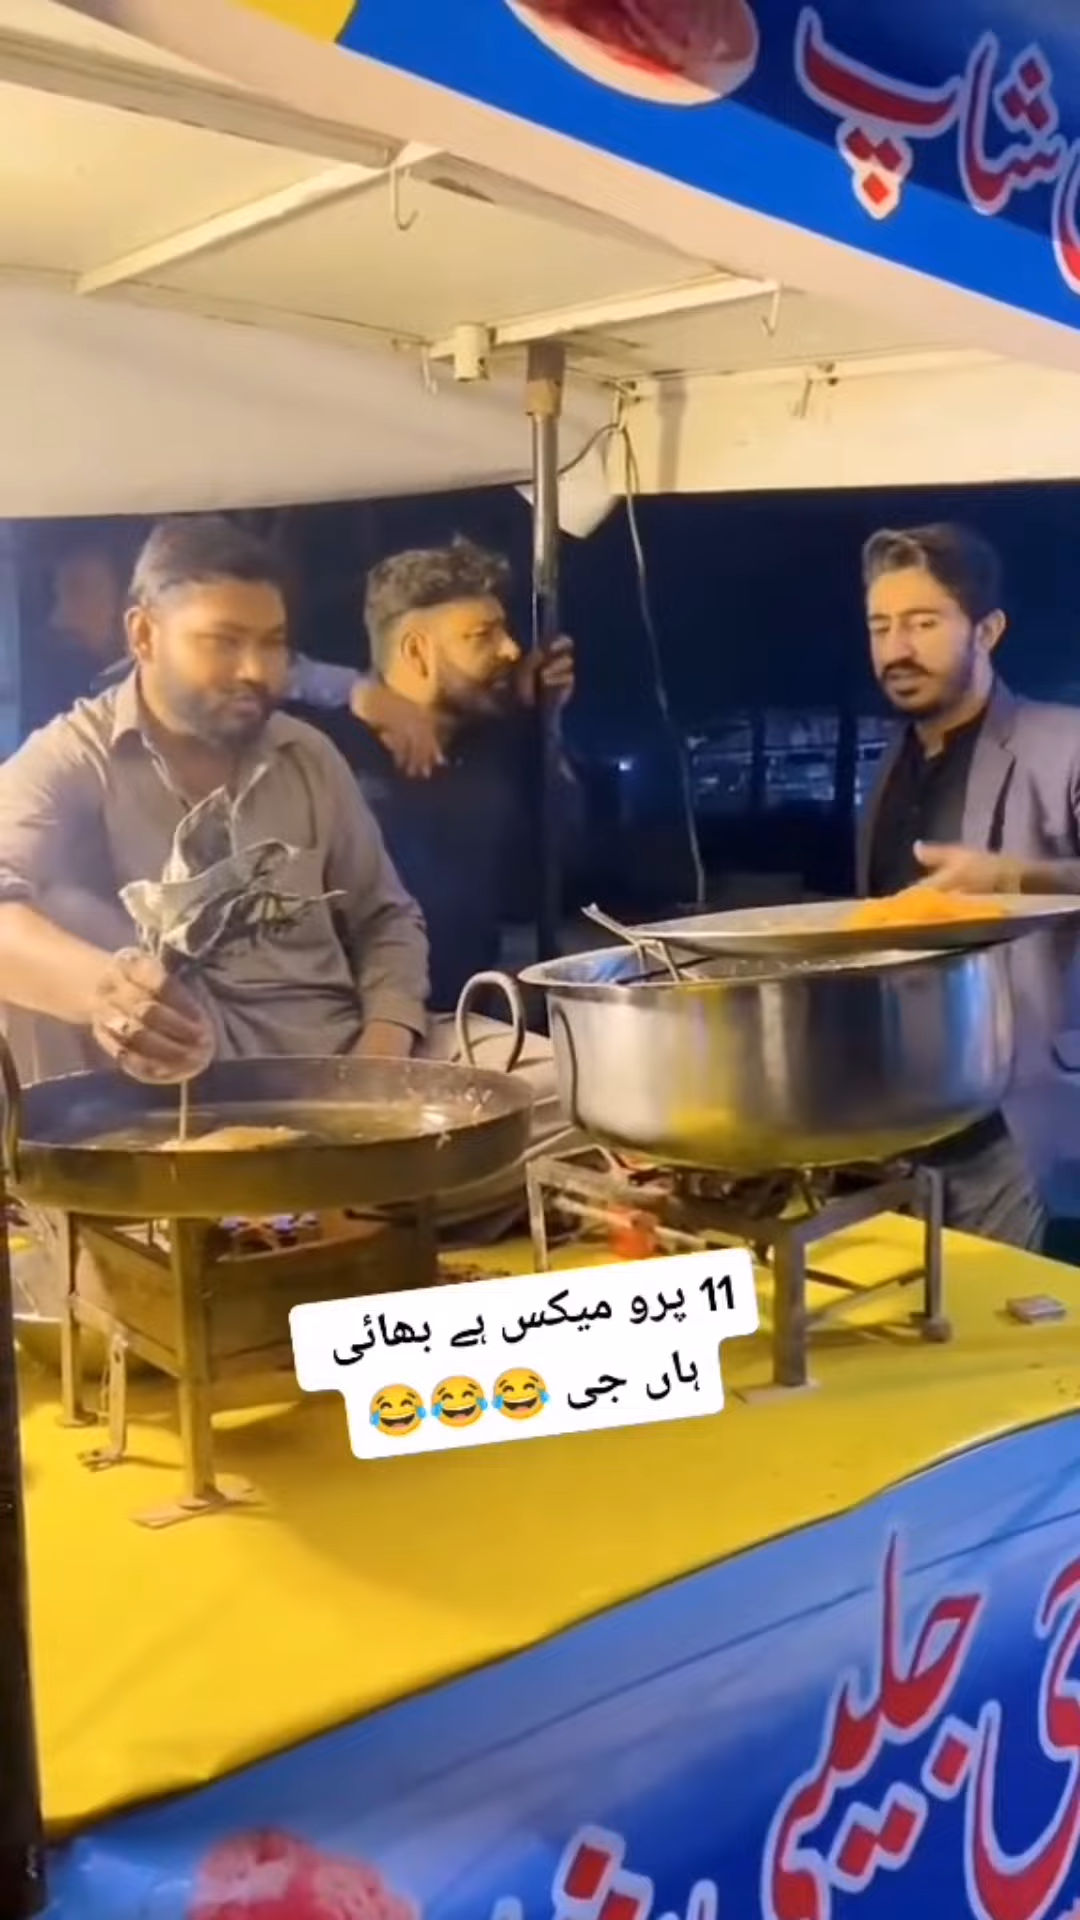 شاپ
11 پرو میکس ہے بھائی
ہاں جی 😂😂😂
جلیبی